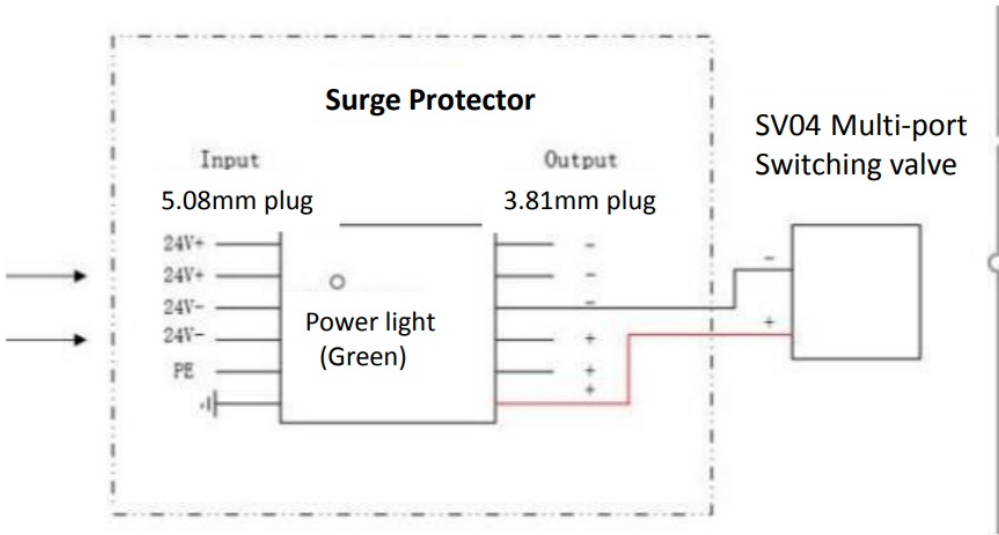 Surge Protector
SV04 Multi-port
Switching valve
Input
Output
5.08mm plug
3.81mm plug
24V+
24V+
24V-
24V-
PE
Power light
(Green)
-
-
-
+
+
+
-
+